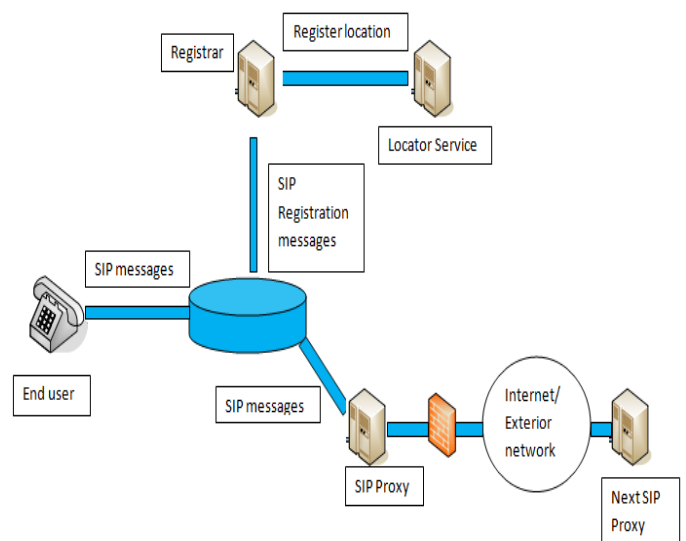 Register location
Registrar
Locator Service
SIP
Registration
messages
SIP messages
End user
SIP messages
Internet/
Exterior
network
SIP Proxy
Next SIP
Proxy